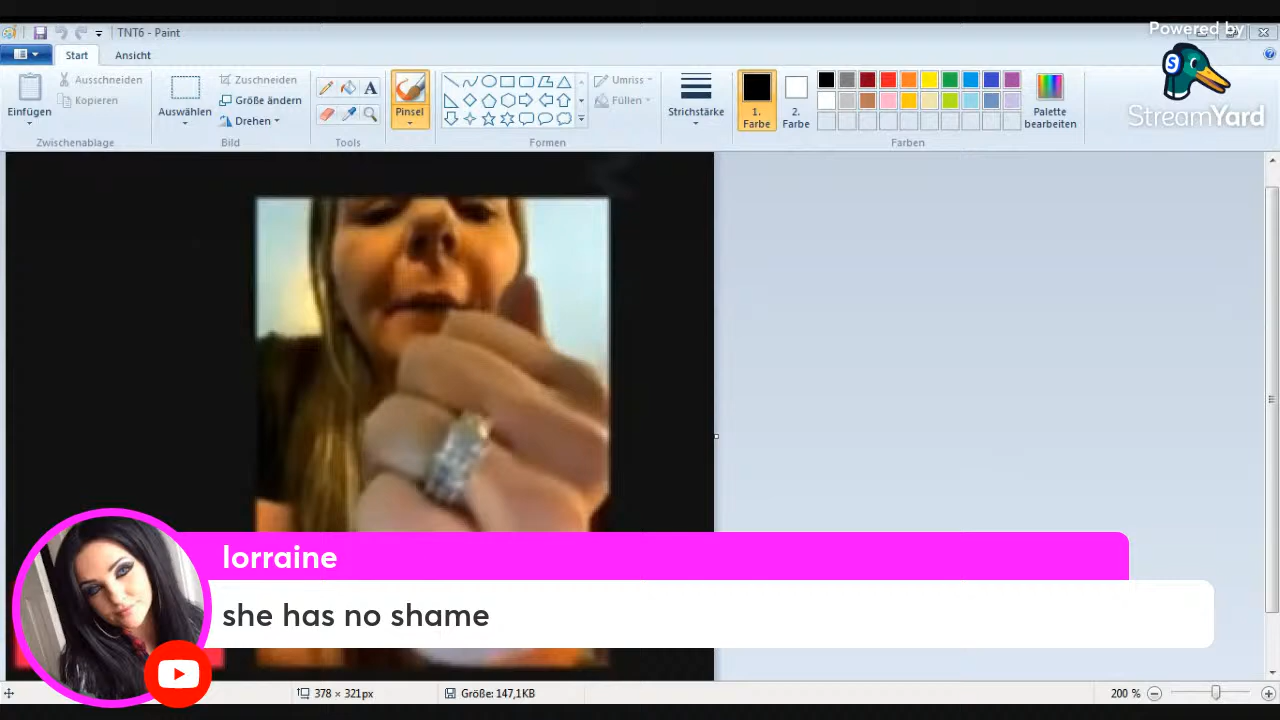 TNT6 - Paint
Powered by
StreamYard
Start
Ansicht
Einfügen
Ausschneiden
Kopieren
Zwischenablage
Auswählen
Zuschneiden
Größe ändern
Drehen
Bild
A
Tools
Pinsel
Umriss
Füllen
Formen
Strichstärke
1.
Farbe
2.
Farbe
Palette
bearbeiten
Farben
lorraine
she has no shame
378 × 321px
Größe: 147,1KB
200 %